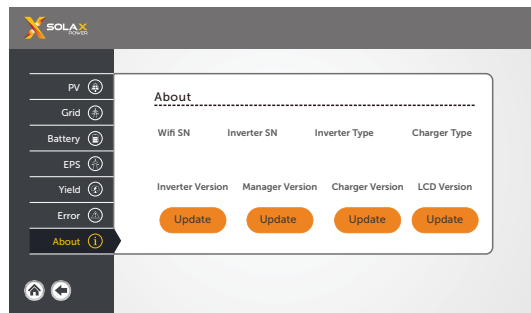 SOLAX
POWER
PV
Grid
Battery
EPS
Yield
Error
About
About
Wifi SN Inverter SN Inverter Type Charger Type
Inverter Version Manager Version Charger Version LCD Version
Update Update Update Update